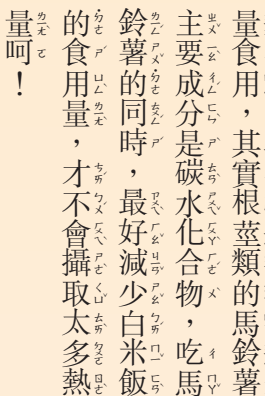 量食用，其實根莖類的馬鈴薯
主要成分是碳水化合物，吃馬
鈴薯的同時，最好減少白米飯
的食用量，才不會攝取太多熱
量呵！